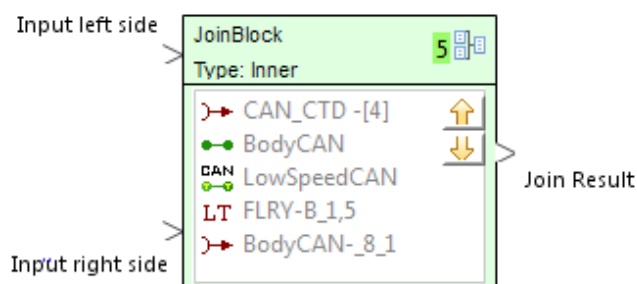 Input left side
JoinBlock
5
Type: Inner
CAN_CTD -[4]
BodyCAN
CAN
LowSpeedCAN
LT FLRY-B_1,5
BodyCAN-_8_1
Join Result
Input right side